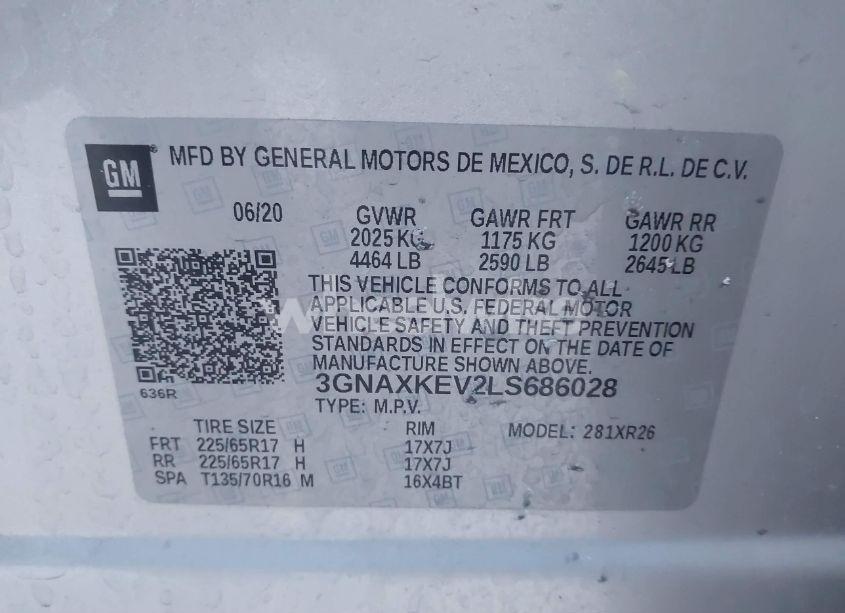 GM
MFD BY GENERAL MOTORS DE MEXICO, S. DE R.L. DE C.V.
06/20 GVWR GAWR FRT GAWR RR
2025 KG 1175 KG 1200 KG
4464 LB 2590 LB 2645 LB
THIS VEHICLE CONFORMS TO ALL
APPLICABLE U.S. FEDERAL MOTOR
VEHICLE SAFETY AND THEFT PREVENTION
STANDARDS IN EFFECT ON THE DATE OF
MANUFACTURE SHOWN ABOVE.
3GNAXKEV2LS686028
636R
TYPE: M.P.V.
TIRE SIZE RIM MODEL: 281XR26
FRT 225/65R17 H 17X7J
RR 225/65R17 H 17X7J
SPA T135/70R16 M 16X4BT